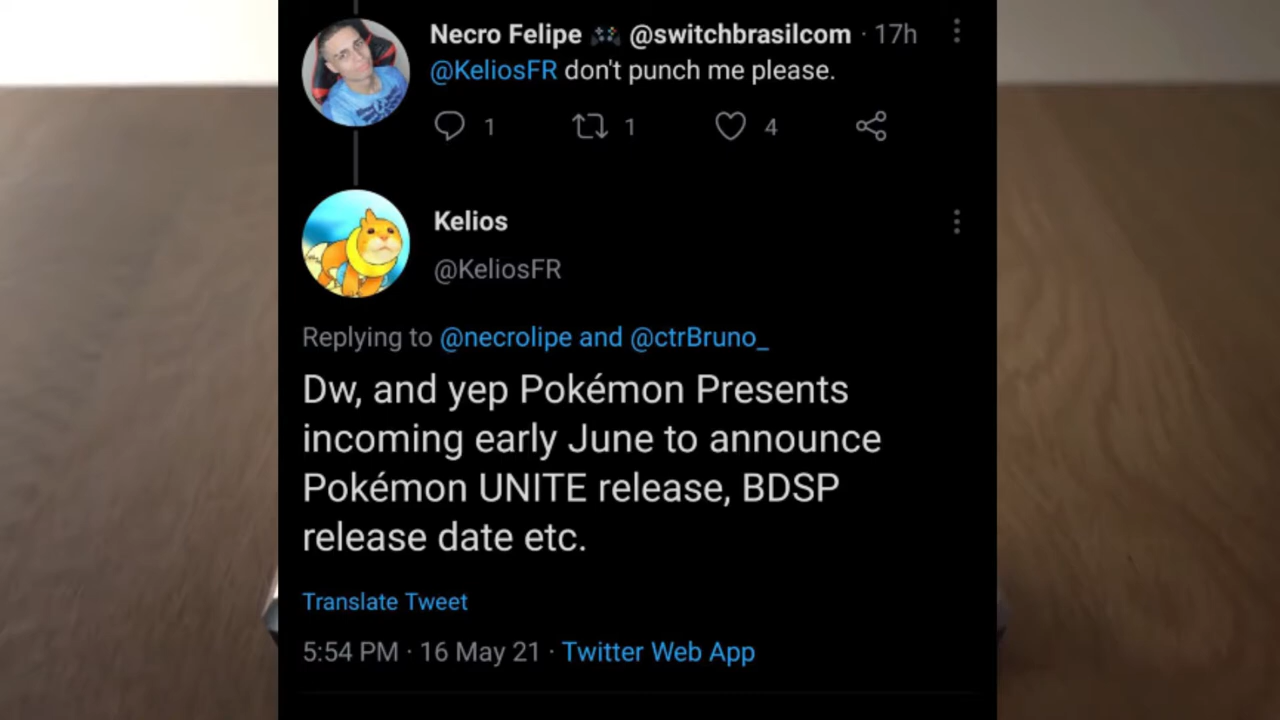 Necro Felipe 🎮 @switchbrasilcom · 17h
@KeliosFR don't punch me please.
1 1 4
Kelios
@KeliosFR
Replying to @necrolipe and @ctrBruno_
Dw, and yep Pokémon Presents
incoming early June to announce
Pokémon UNITE release, BDSP
release date etc.
Translate Tweet
5:54 PM · 16 May 21 · Twitter Web App